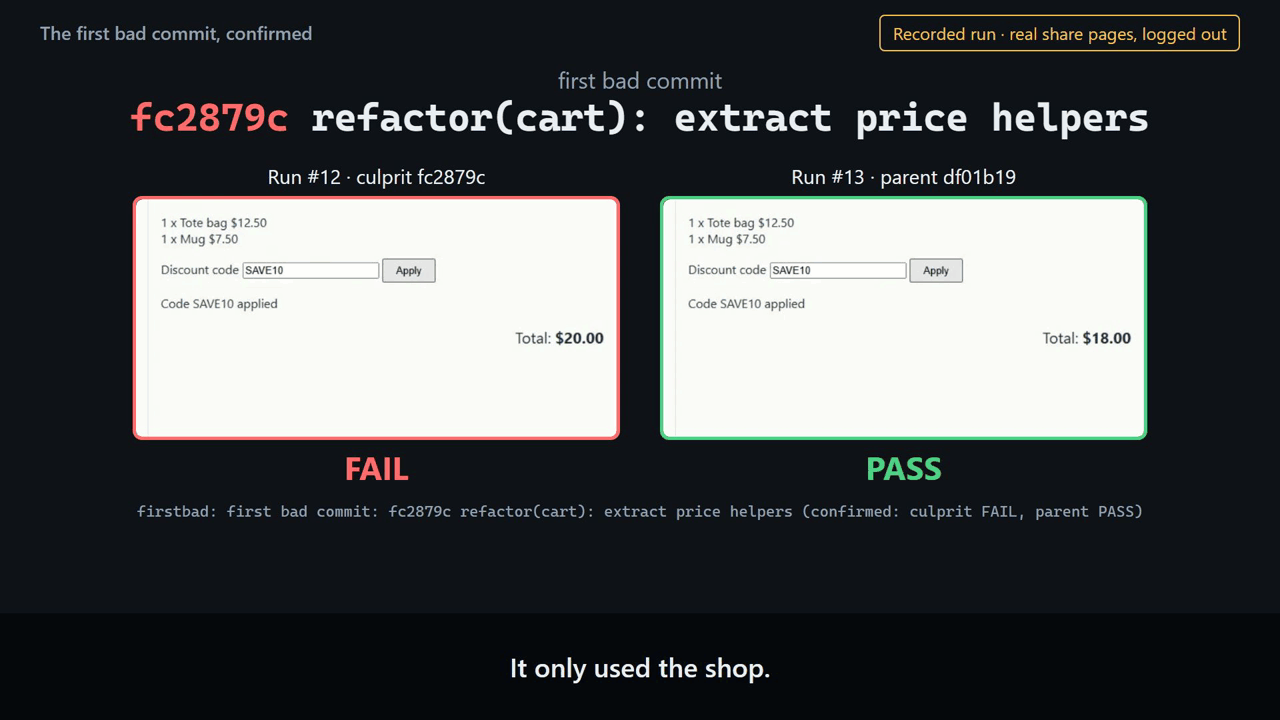 The first bad commit, confirmed
Recorded run · real share pages, logged out
first bad commit
fc2879c refactor(cart): extract price helpers
Run #12 · culprit fc2879c
1 x Tote bag $12.50
1 x Mug $7.50
Discount code SAVE10 Apply
Code SAVE10 applied
Total: $20.00
FAIL
Run #13 · parent df01b19
1 x Tote bag $12.50
1 x Mug $7.50
Discount code SAVE10 Apply
Code SAVE10 applied
Total: $18.00
PASS
firstbad: first bad commit: fc2879c refactor(cart): extract price helpers (confirmed: culprit FAIL, parent PASS)
It only used the shop.